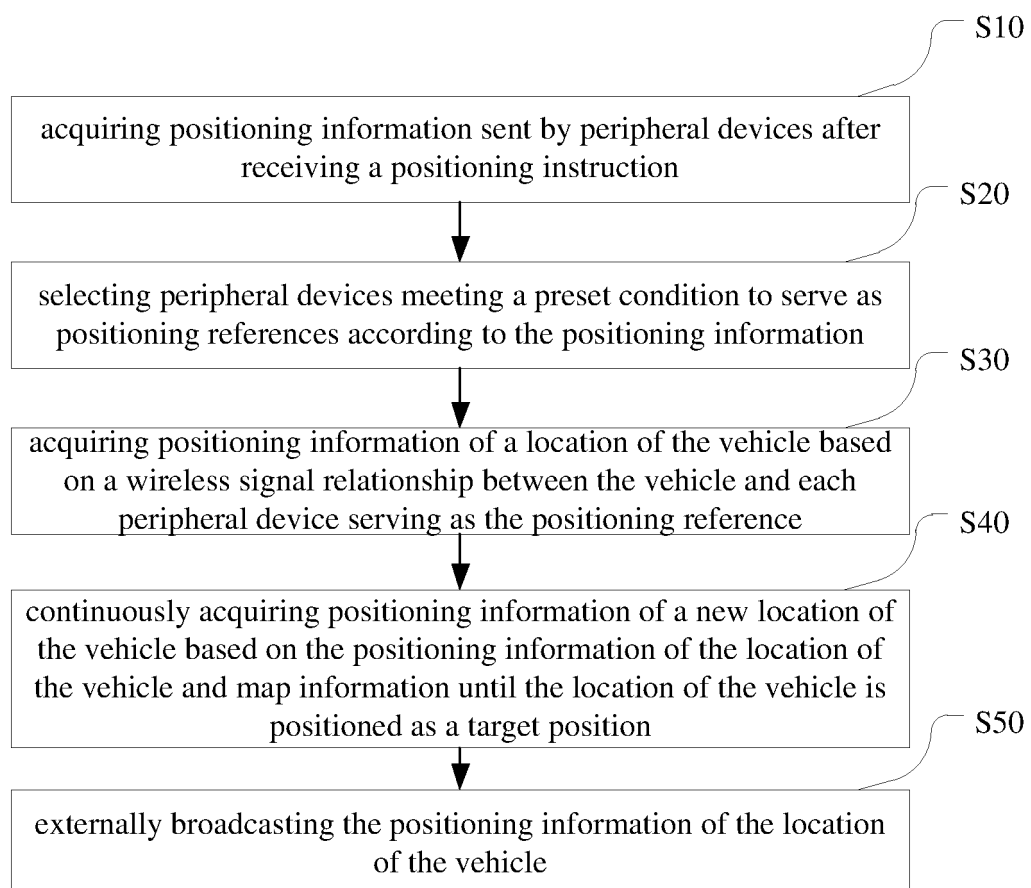 S10
acquiring positioning information sent by peripheral devices after
receiving a positioning instruction
S20
selecting peripheral devices meeting a preset condition to serve as
positioning references according to the positioning information
S30
acquiring positioning information of a location of the vehicle based
on a wireless signal relationship between the vehicle and each
peripheral device serving as the positioning reference
S40
continuously acquiring positioning information of a new location of
the vehicle based on the positioning information of the location of
the vehicle and map information until the location of the vehicle is
positioned as a target position
S50
externally broadcasting the positioning information of the location
of the vehicle